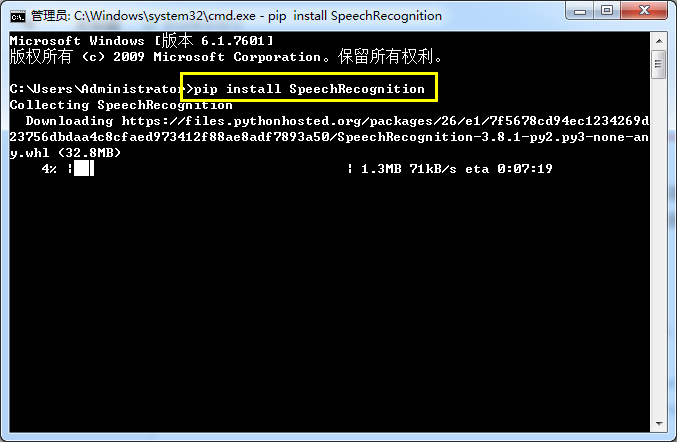 管理员: C:\Windows\system32\cmd.exe - pip  install SpeechRecognition
Microsoft Windows [版本 6.1.7601]
版权所有 (c) 2009 Microsoft Corporation。保留所有权利。
C:\Users\Administrator>pip install SpeechRecognition
Collecting SpeechRecognition
  Downloading https://files.pythonhosted.org/packages/26/e1/7f5678cd94ec1234269d
23756dbdaa4c8cfaed973412f88ae8adf7893a50/SpeechRecognition-3.8.1-py2.py3-none-an
y.whl (32.8MB)
    4% |██▌                             | 1.3MB 71kB/s eta 0:07:19